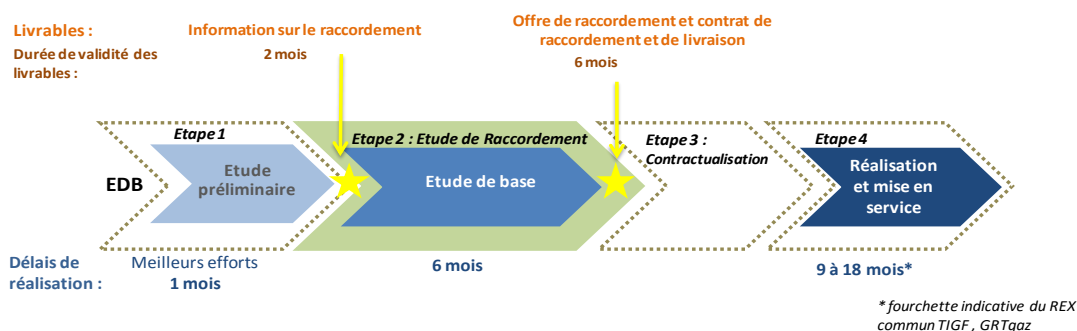 Livrables :
Durée de validité des
livrables :
Information sur le raccordement
2 mois
Offre de raccordement et contrat de
raccordement et de livraison
6 mois
EDB
Etape 1
Etude
préliminaire
Etape 2 : Etude de Raccordement
Etude de base
Etape 3 :
Contractualisation
Etape 4
Réalisation
et mise en
service
Délais de
réalisation :
Meilleurs efforts
1 mois
6 mois
9 à 18 mois*
* fourchette indicative du REX
commun TIGF , GRTgaz